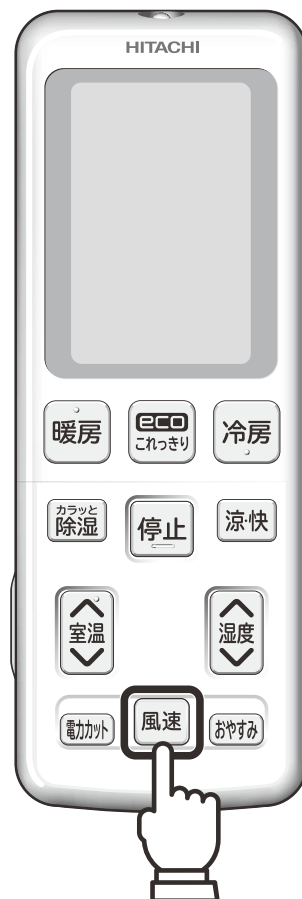 HITACHI
暖房
eco
これっきり
冷房
カラッと
除湿
停止
涼・快
室温
湿度
電力カット
風速
おやすみ